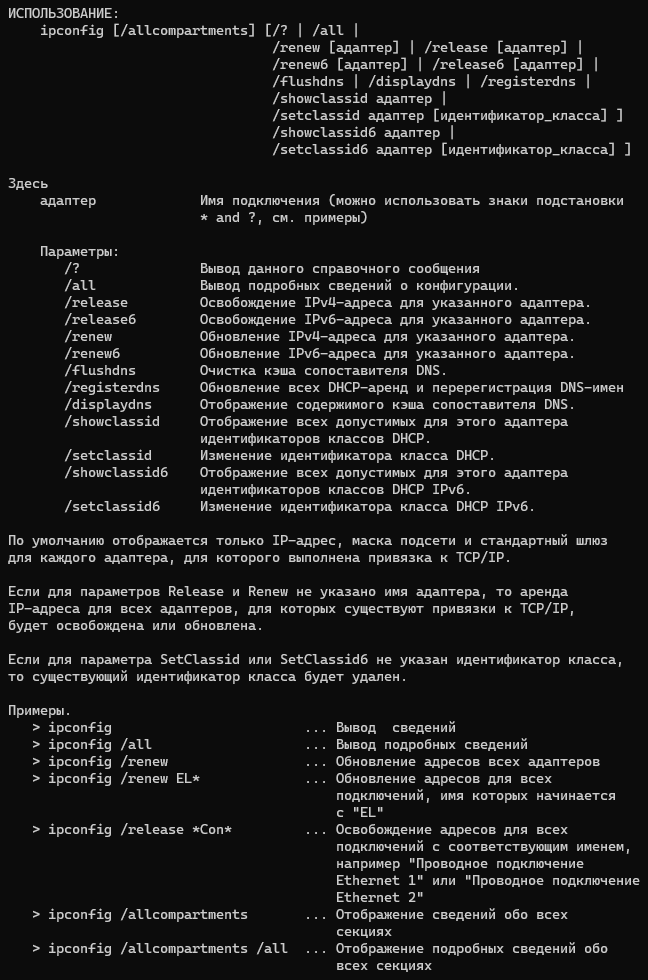 ИСПОЛЬЗОВАНИЕ:
    ipconfig [/allcompartments] [/? | /all |
                                 /renew [адаптер] | /release [адаптер] |
                                 /renew6 [адаптер] | /release6 [адаптер] |
                                 /flushdns | /displaydns | /registerdns |
                                 /showclassid адаптер |
                                 /setclassid адаптер [идентификатор_класса] ]
                                 /showclassid6 адаптер |
                                 /setclassid6 адаптер [идентификатор_класса] ]

Здесь
    адаптер             Имя подключения (можно использовать знаки подстановки
                        * and ?, см. примеры)

    Параметры:
       /?               Вывод данного справочного сообщения
       /all             Вывод подробных сведений о конфигурации.
       /release         Освобождение IPv4-адреса для указанного адаптера.
       /release6        Освобождение IPv6-адреса для указанного адаптера.
       /renew           Обновление IPv4-адреса для указанного адаптера.
       /renew6          Обновление IPv6-адреса для указанного адаптера.
       /flushdns        Очистка кэша сопоставителя DNS.
       /registerdns     Обновление всех DHCP-аренд и перерегистрация DNS-имен
       /displaydns      Отображение содержимого кэша сопоставителя DNS.
       /showclassid     Отображение всех допустимых для этого адаптера
                        идентификаторов классов DHCP.
       /setclassid      Изменение идентификатора класса DHCP.
       /showclassid6    Отображение всех допустимых для этого адаптера
                        идентификаторов классов DHCP IPv6.
       /setclassid6     Изменение идентификатора класса DHCP IPv6.

По умолчанию отображается только IP-адрес, маска подсети и стандартный шлюз
для каждого адаптера, для которого выполнена привязка к TCP/IP.

Если для параметров Release и Renew не указано имя адаптера, то аренда
IP-адреса для всех адаптеров, для которых существуют привязки к TCP/IP,
будет освобождена или обновлена.

Если для параметра SetClassid или SetClassid6 не указан идентификатор класса,
то существующий идентификатор класса будет удален.

Примеры.
   > ipconfig                        ... Вывод  сведений
   > ipconfig /all                   ... Вывод подробных сведений
   > ipconfig /renew                 ... Обновление адресов всех адаптеров
   > ipconfig /renew EL*             ... Обновление адресов для всех
                                         подключений, имя которых начинается
                                         с "EL"
   > ipconfig /release *Con*         ... Освобождение адресов для всех
                                         подключений с соответствующим именем,
                                         например "Проводное подключение
                                         Ethernet 1" или "Проводное подключение
                                         Ethernet 2"
   > ipconfig /allcompartments       ... Отображение сведений обо всех
                                         секциях
   > ipconfig /allcompartments /all  ... Отображение подробных сведений обо
                                         всех секциях